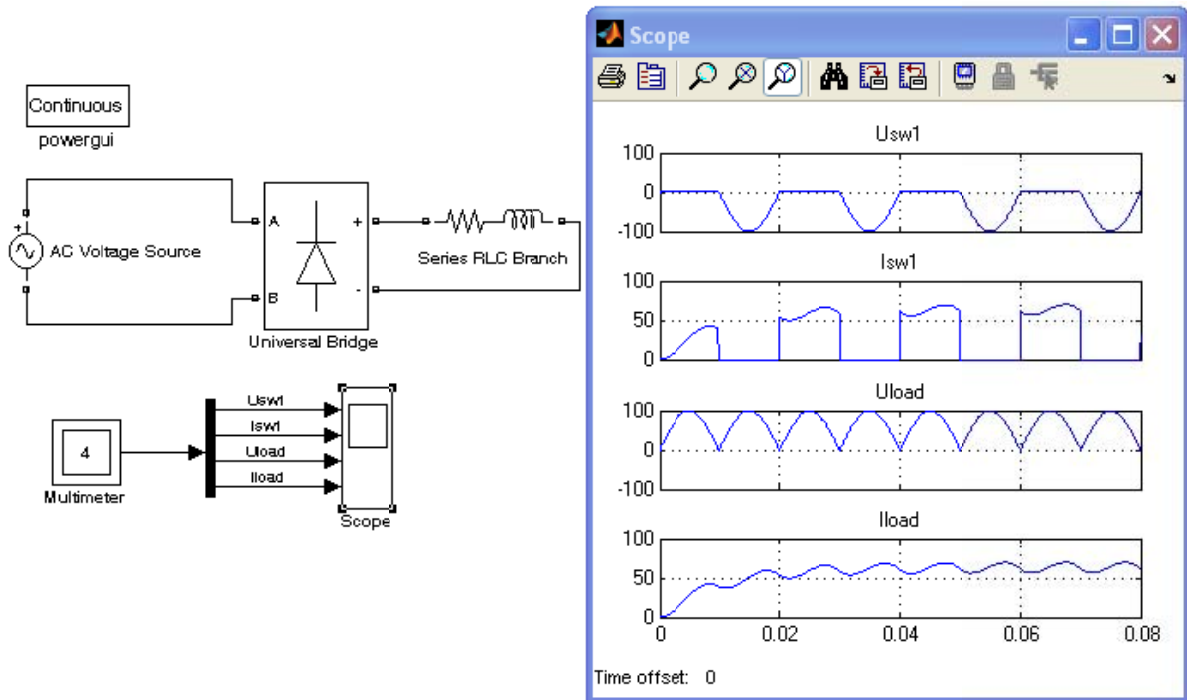 Continuous
powergui
+
AC Voltage Source
A
B
+
-
Universal Bridge
Series RLC Branch
4
Multimeter
Usw1
Isw1
Uload
Iload
Scope
Scope
Usw1
100
0
-100
Isw1
100
50
0
Uload
100
0
-100
Iload
100
50
0
0 0.02 0.04 0.06 0.08
Time offset: 0